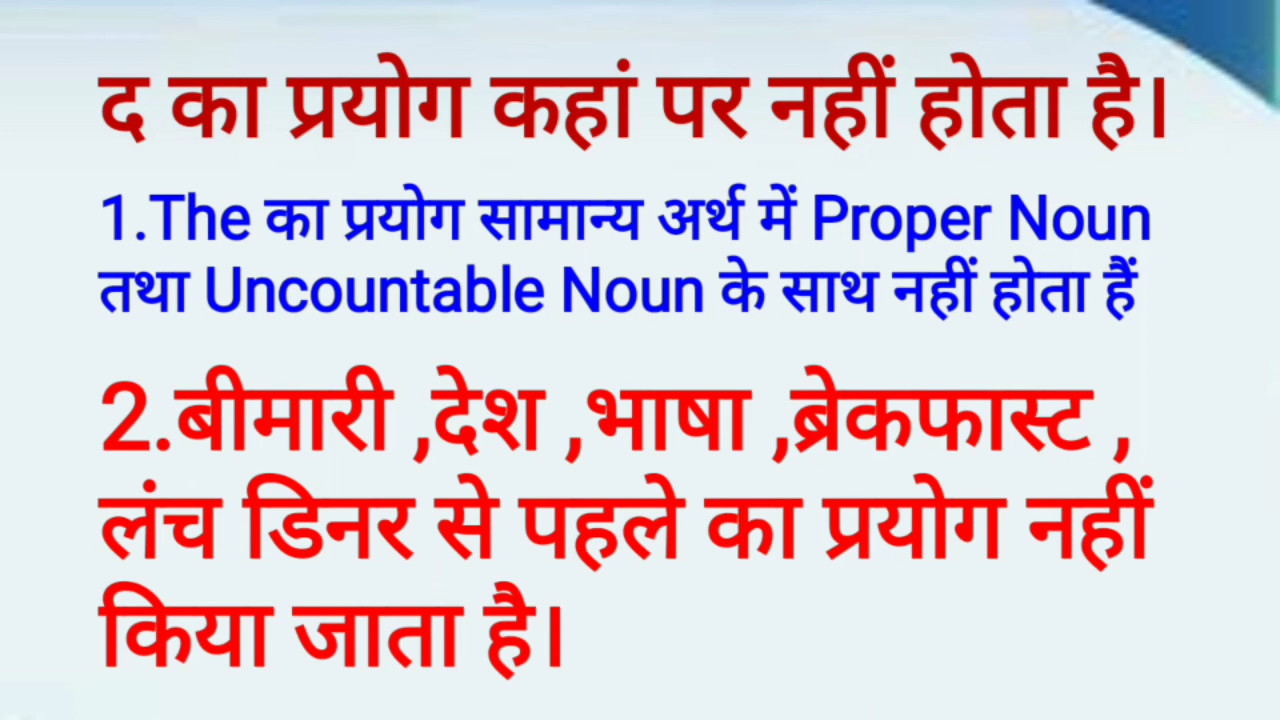 द का प्रयोग कहां पर नहीं होता है।
1.The का प्रयोग सामान्य अर्थ में Proper Noun
तथा Uncountable Noun के साथ नहीं होता हैं
2.बीमारी ,देश ,भाषा ,ब्रेकफास्ट ,
लंच डिनर से पहले का प्रयोग नहीं
किया जाता है।